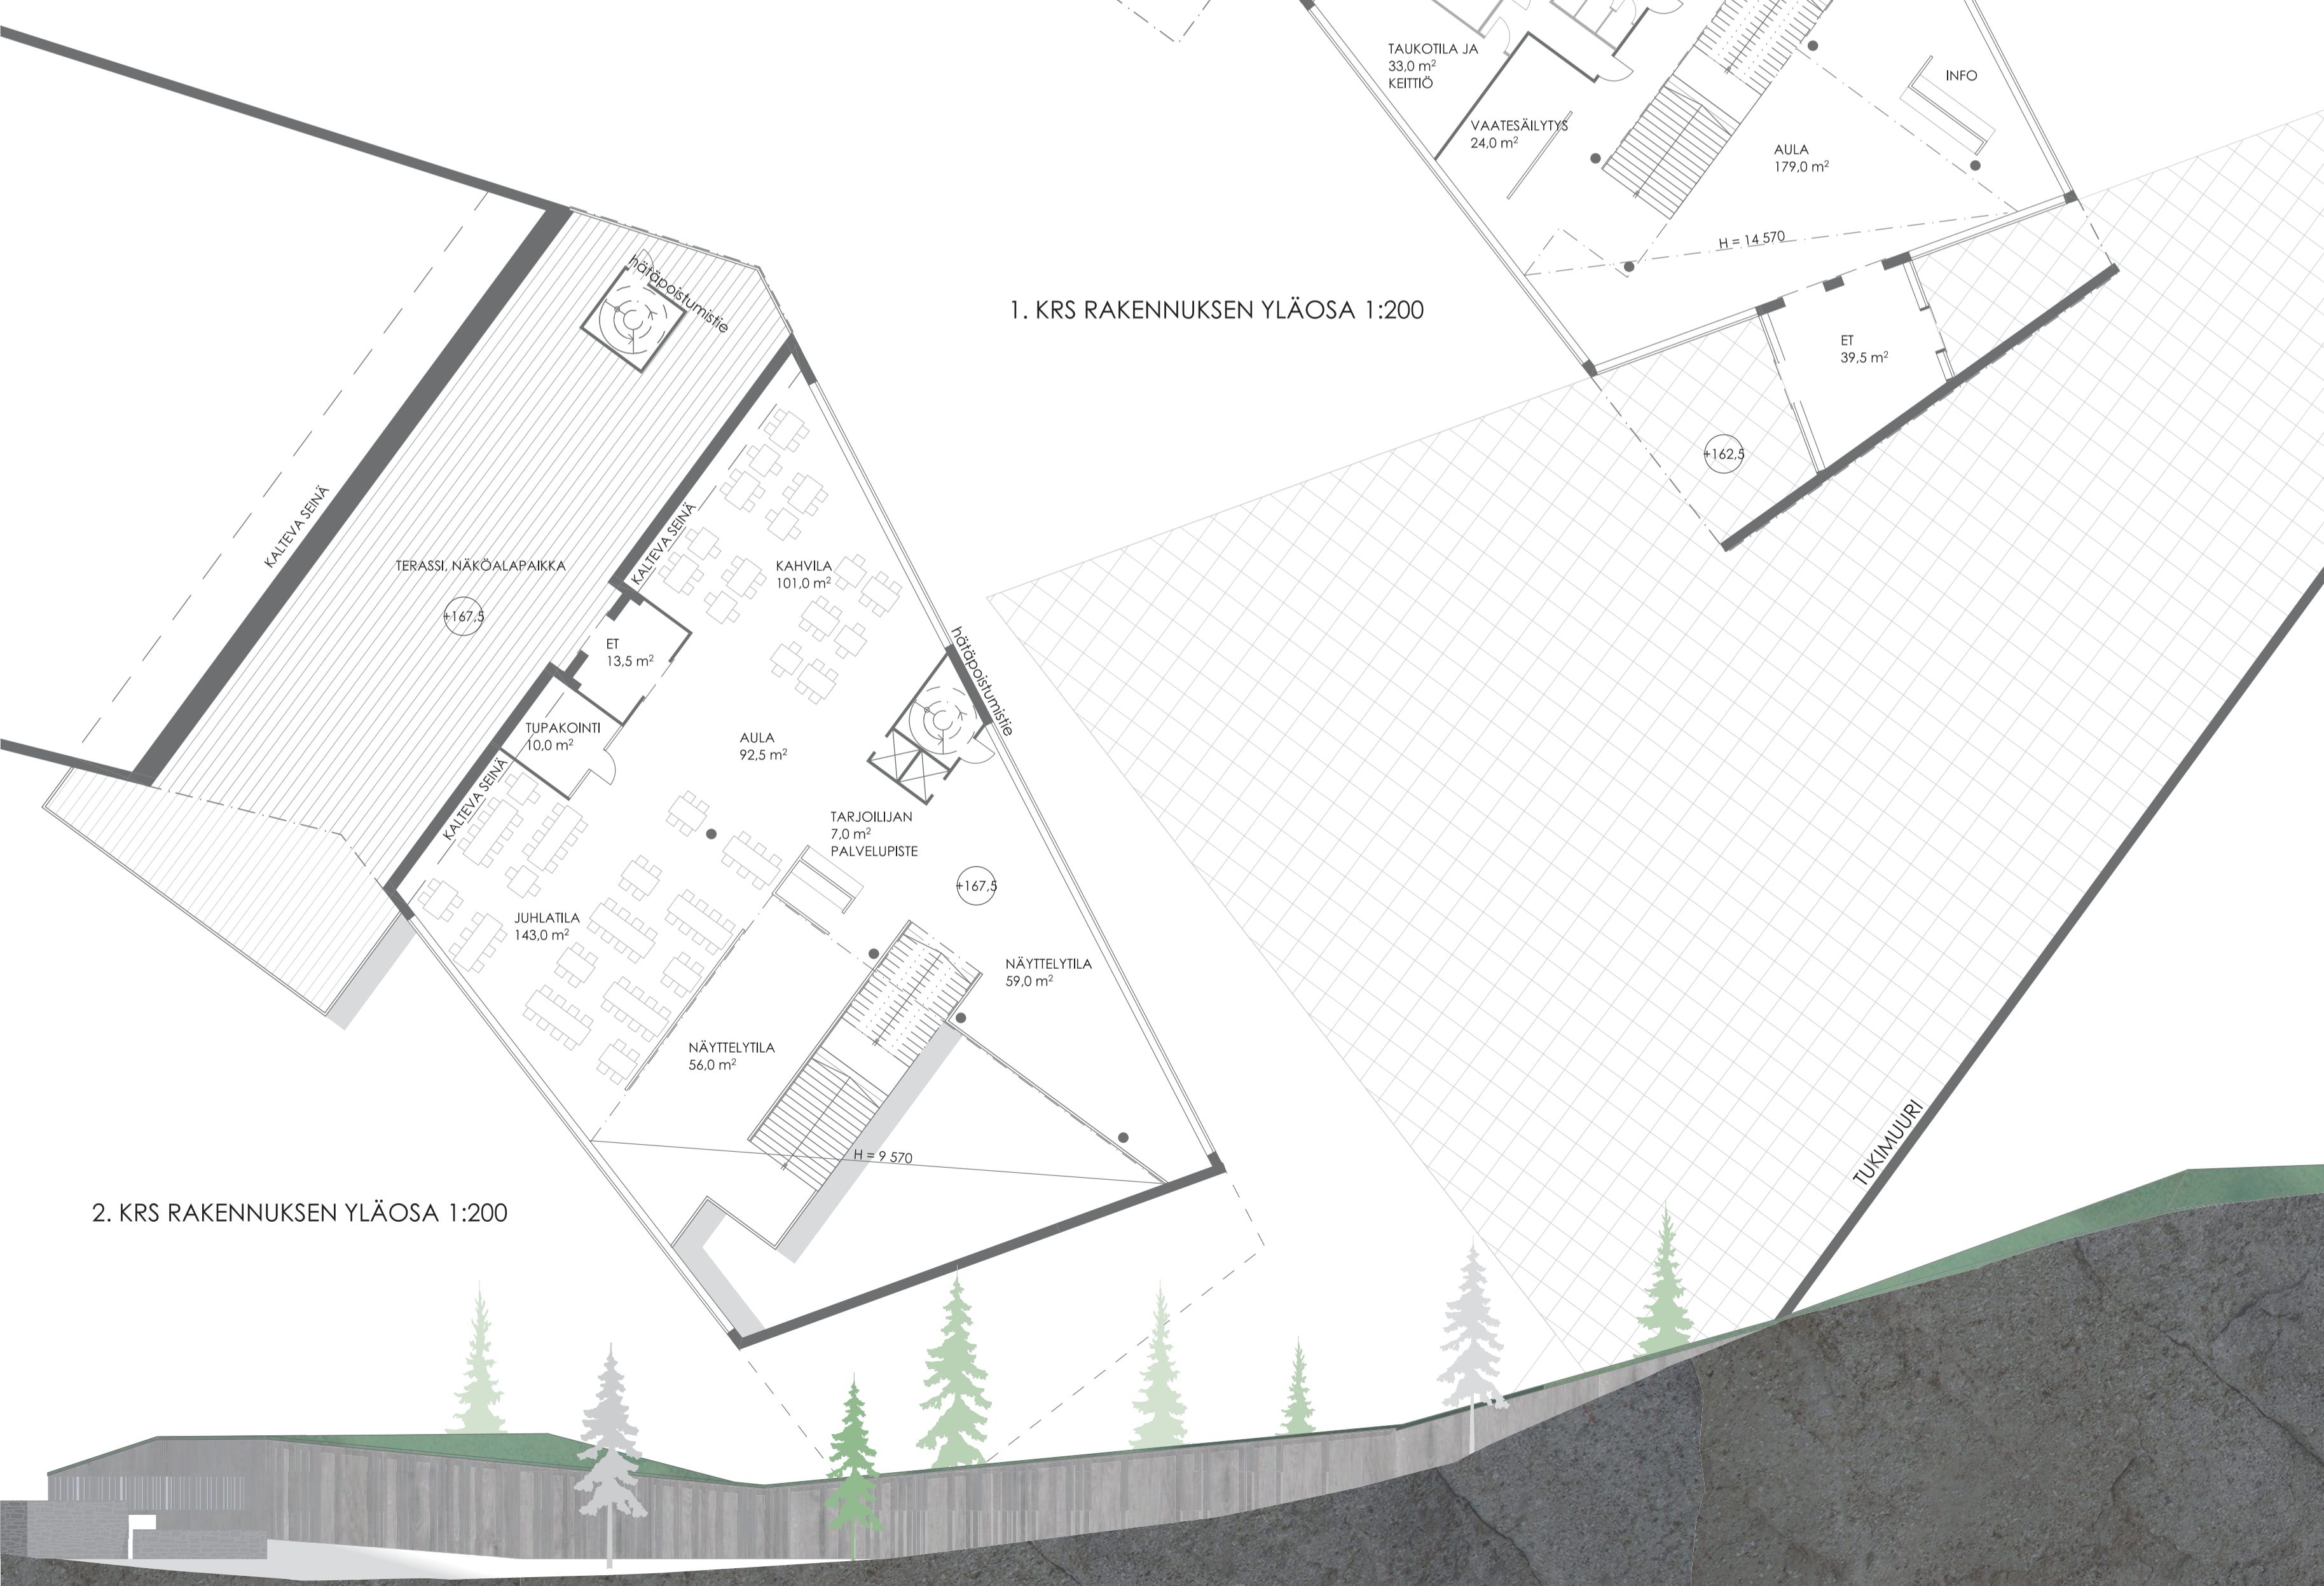 TAUKOTILA JA
33,0 m²
KEITTIÖ
INFO
VAATESÄILYTYS
24,0 m²
AULA
179,0 m²
H = 14 570
1. KRS RAKENNUKSEN YLÄOSA 1:200
ET
39,5 m²
+162,5
hätäpoistumistie
KALTEVA SEINÄ
TERASSI, NÄKÖALAPAIKKA
+167,5
KALTEVA SEINÄ
KAHVILA
101,0 m²
ET
13,5 m²
hätäpoistumistie
TUPAKOINTI
10,0 m²
AULA
92,5 m²
KALTEVA SEINÄ
TARJOILIJAN
7,0 m²
PALVELUPISTE
+167,5
JUHLATILA
143,0 m²
NÄYTTELYTILA
59,0 m²
NÄYTTELYTILA
56,0 m²
H = 9 570
TUKIMUURI
2. KRS RAKENNUKSEN YLÄOSA 1:200